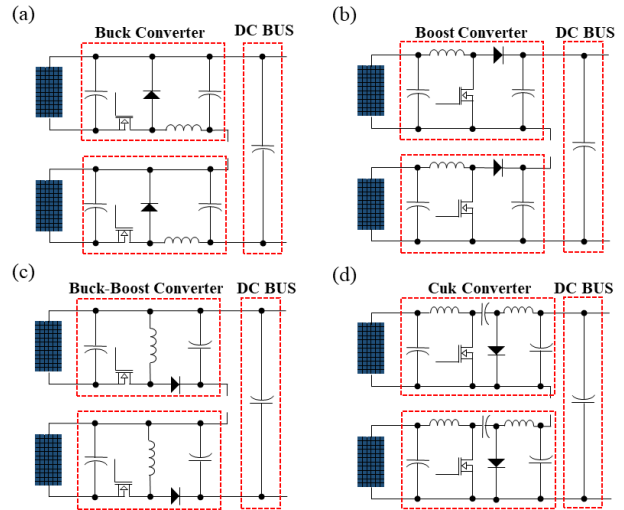 (a)
Buck Converter DC BUS
(b)
Boost Converter DC BUS
(c)
Buck-Boost Converter DC BUS
(d)
Cuk Converter DC BUS